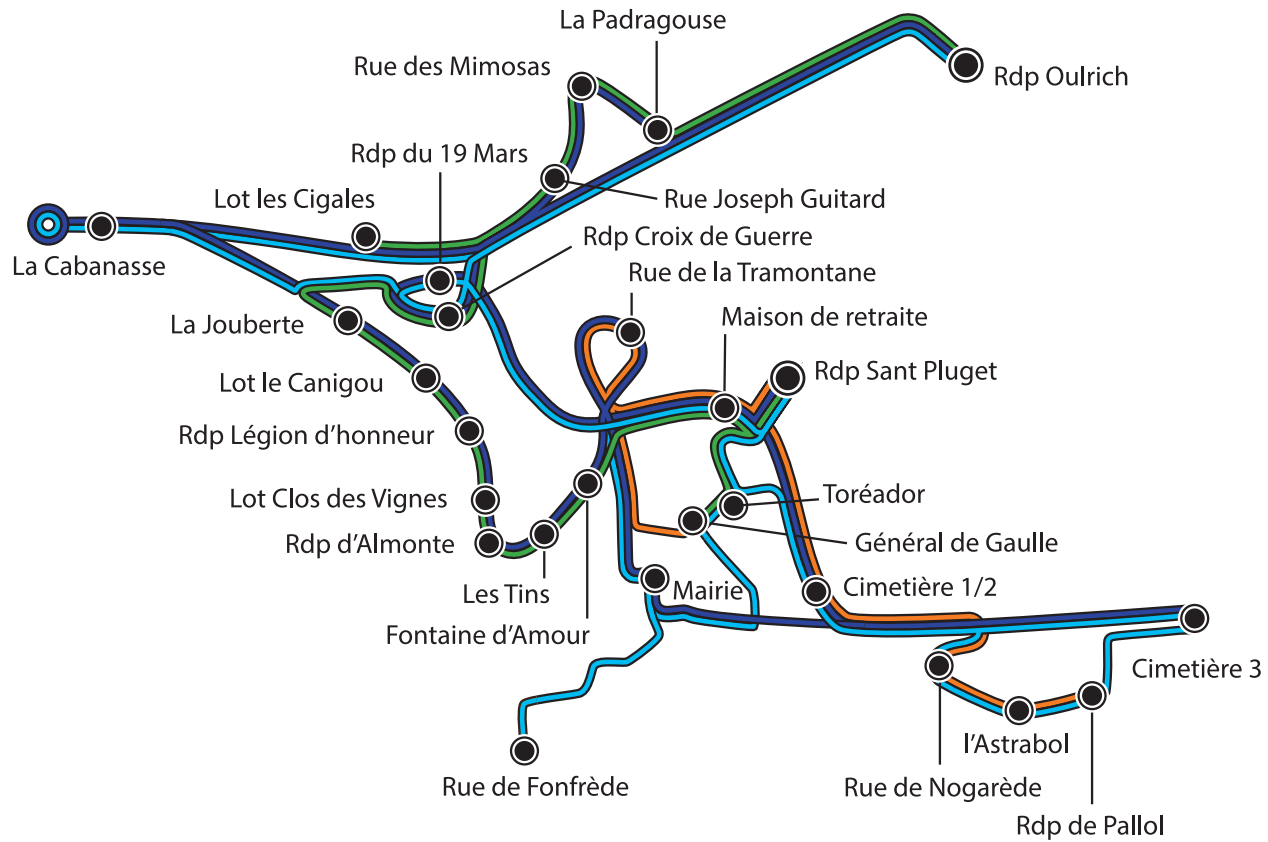 La Padragouse
Rue des Mimosas
Rdp Oulrich
Rdp du 19 Mars
Lot les Cigales
Rue Joseph Guitard
Rdp Croix de Guerre
La Cabanasse
Rue de la Tramontane
La Jouberte
Maison de retraite
Rdp Sant Pluget
Lot le Canigou
Rdp Légion d'honneur
Lot Clos des Vignes
Toréador
Rdp d'Almonte
Général de Gaulle
Les Tins
Mairie
Cimetière 1/2
Fontaine d'Amour
Cimetière 3
l'Astrabol
Rue de Fonfrède
Rue de Nogarède
Rdp de Pallol